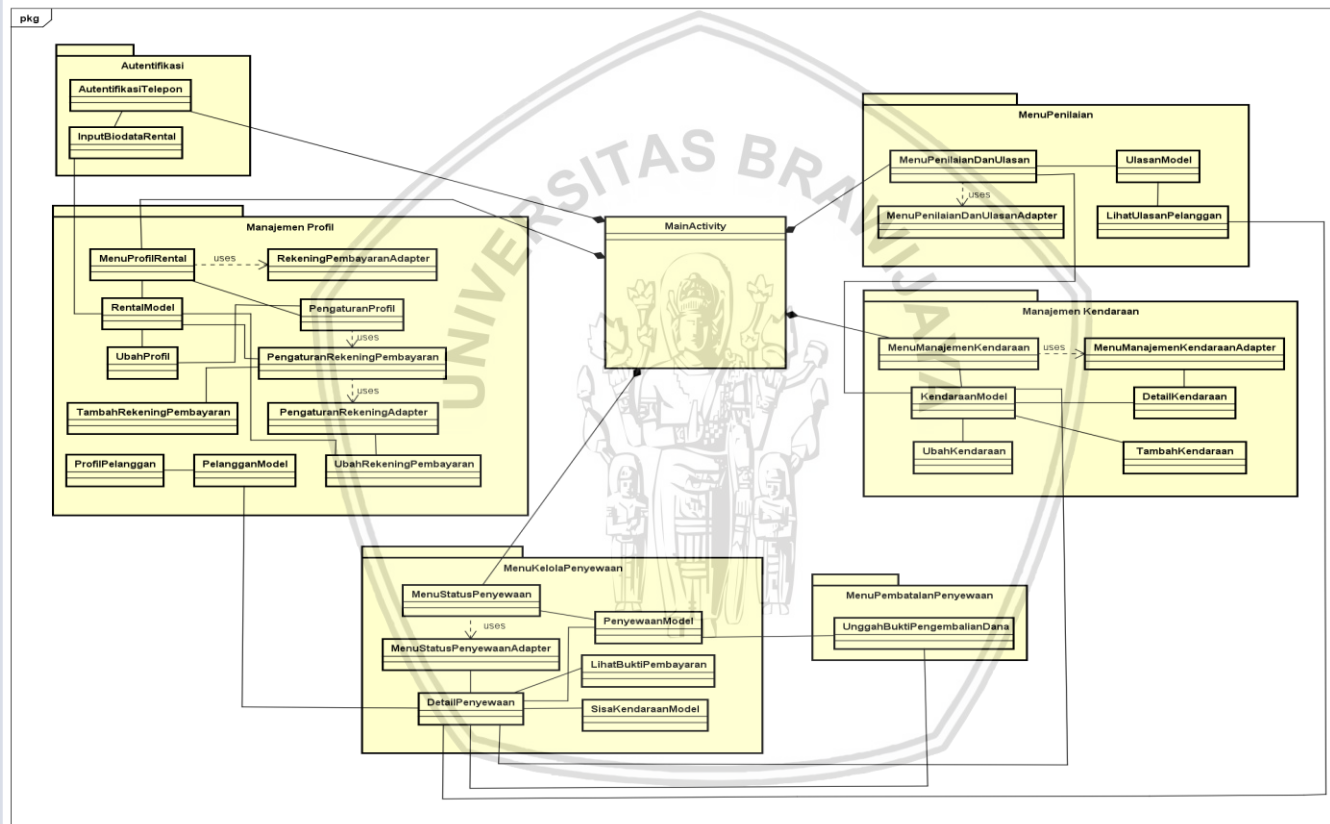 pkg
Autentifikasi
AutentifikasiTelepon
InputBiodataRental
Manajemen Profil
MenuProfilRental
uses
RekeningPembayaranAdapter
RentalModel
PengaturanProfil
uses
UbahProfil
PengaturanRekeningPembayaran
uses
TambahRekeningPembayaran
PengaturanRekeningAdapter
ProfilPelanggan
PelangganModel
UbahRekeningPembayaran
MainActivity
UNIVERSITAS BRAWIJAYA
MenuPenilaian
MenuPenilaianDanUlasan
UlasanModel
uses
MenuPenilaianDanUlasanAdapter
LihatUlasanPelanggan
Manajemen Kendaraan
MenuManajemenKendaraan
uses
MenuManajemenKendaraanAdapter
KendaraanModel
DetailKendaraan
UbahKendaraan
TambahKendaraan
MenuKelolaPenyewaan
MenuStatusPenyewaan
uses
PenyewaanModel
MenuStatusPenyewaanAdapter
LihatBuktiPembayaran
DetailPenyewaan
SisaKendaraanModel
MenuPembatalanPenyewaan
UnggahBuktiPengembalianDana